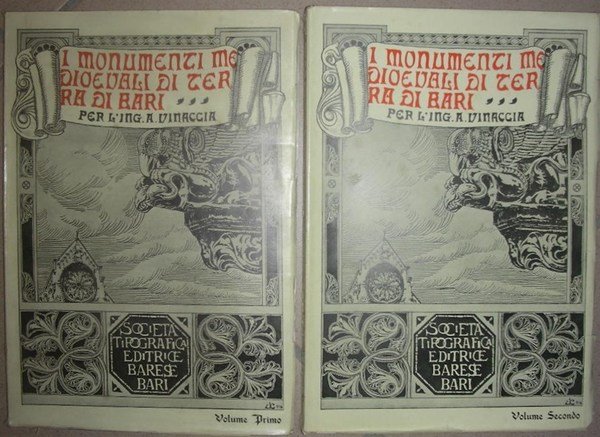 I MONUMENTI ME
DIOEVALI DI TER
RA DI BARI
PER L'ING. A. VINACCIA
SOCIETÀ
TIPOGRAFICA
EDITRICE
BARESE
BARI
Volume Primo
I MONUMENTI ME
DIOEVALI DI TER
RA DI BARI
PER L'ING. A. VINACCIA
SOCIETÀ
TIPOGRAFICA
EDITRICE
BARESE
BARI
Volume Secondo